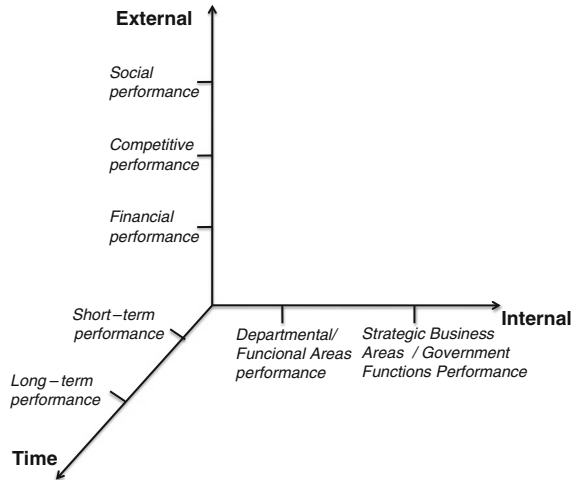 External
Social
performance
Competitive
performance
Financial
performance
Short–term
performance
Long–term
performance
Time
Internal
Departmental/
Funcional Areas
performance
Strategic Business
Areas / Government
Functions Performance